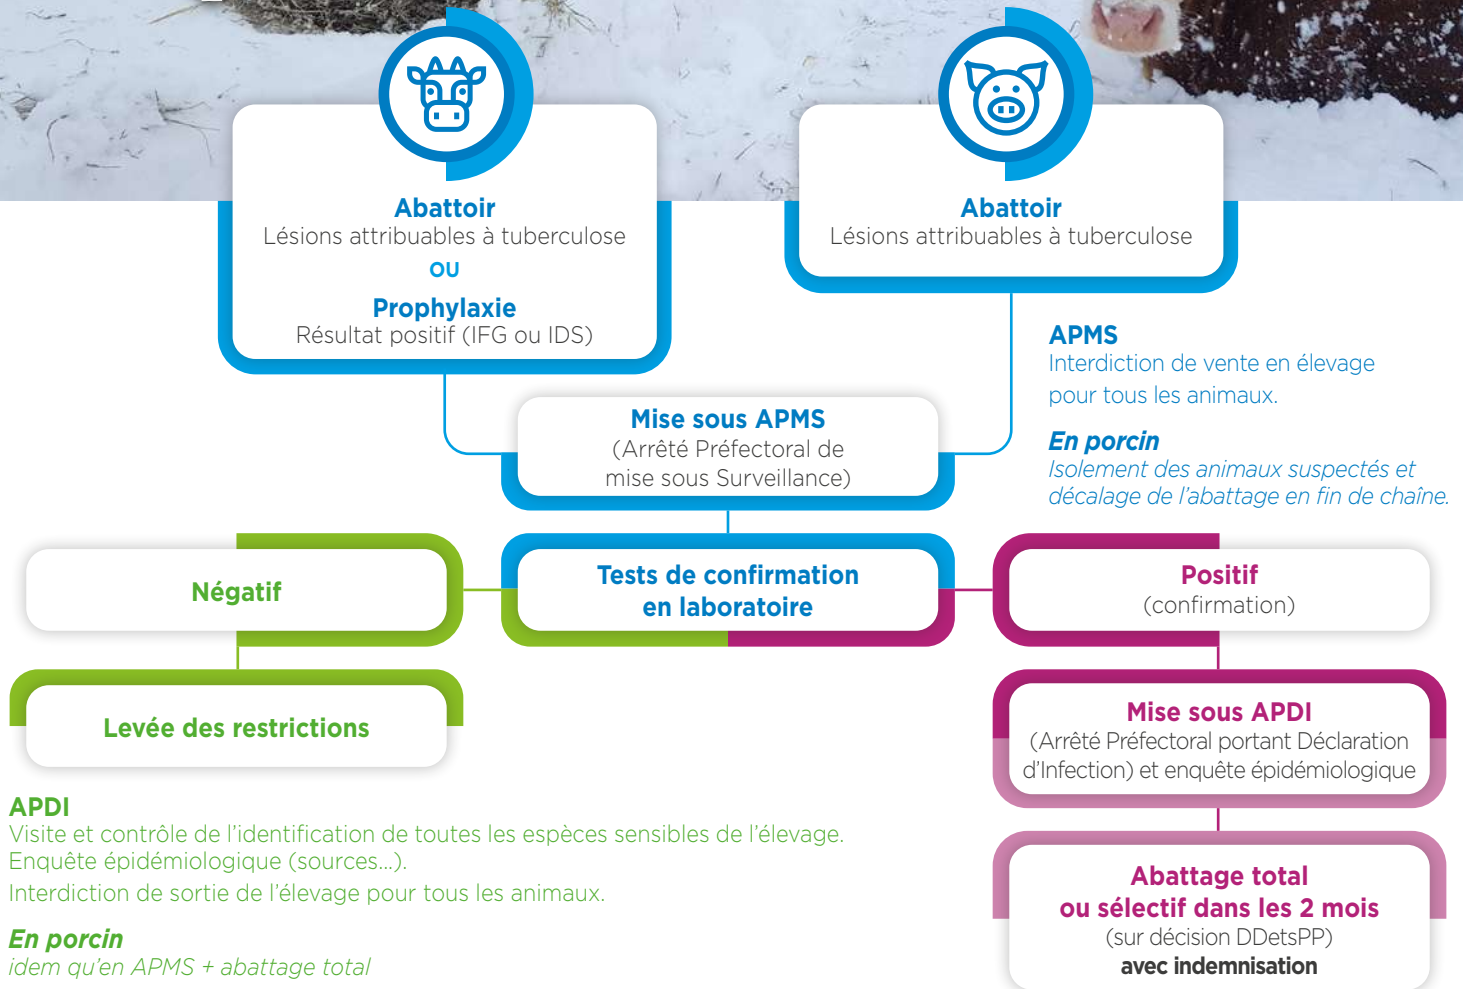 Abattoir
Lésions attribuables à tuberculose
OU
Prophylaxie
Résultat positif (IFG ou IDS)
Abattoir
Lésions attribuables à tuberculose
APMS
Interdiction de vente en élevage
pour tous les animaux.
En porcin
Isolement des animaux suspectés et
décalage de l’abattage en fin de chaîne.
Mise sous APMS
(Arrêté Préfectoral de
mise sous Surveillance)
Négatif
Tests de confirmation
en laboratoire
Positif
(confirmation)
Levée des restrictions
Mise sous APDI
(Arrêté Préfectoral portant Déclaration
d’Infection) et enquête épidémiologique
APDI
Visite et contrôle de l’identification de toutes les espèces sensibles de l’élevage.
Enquête épidémiologique (sources...).
Interdiction de sortie de l’élevage pour tous les animaux.
En porcin
idem qu’en APMS + abattage total
Abattage total
ou sélectif dans les 2 mois
(sur décision DDetsPP)
avec indemnisation